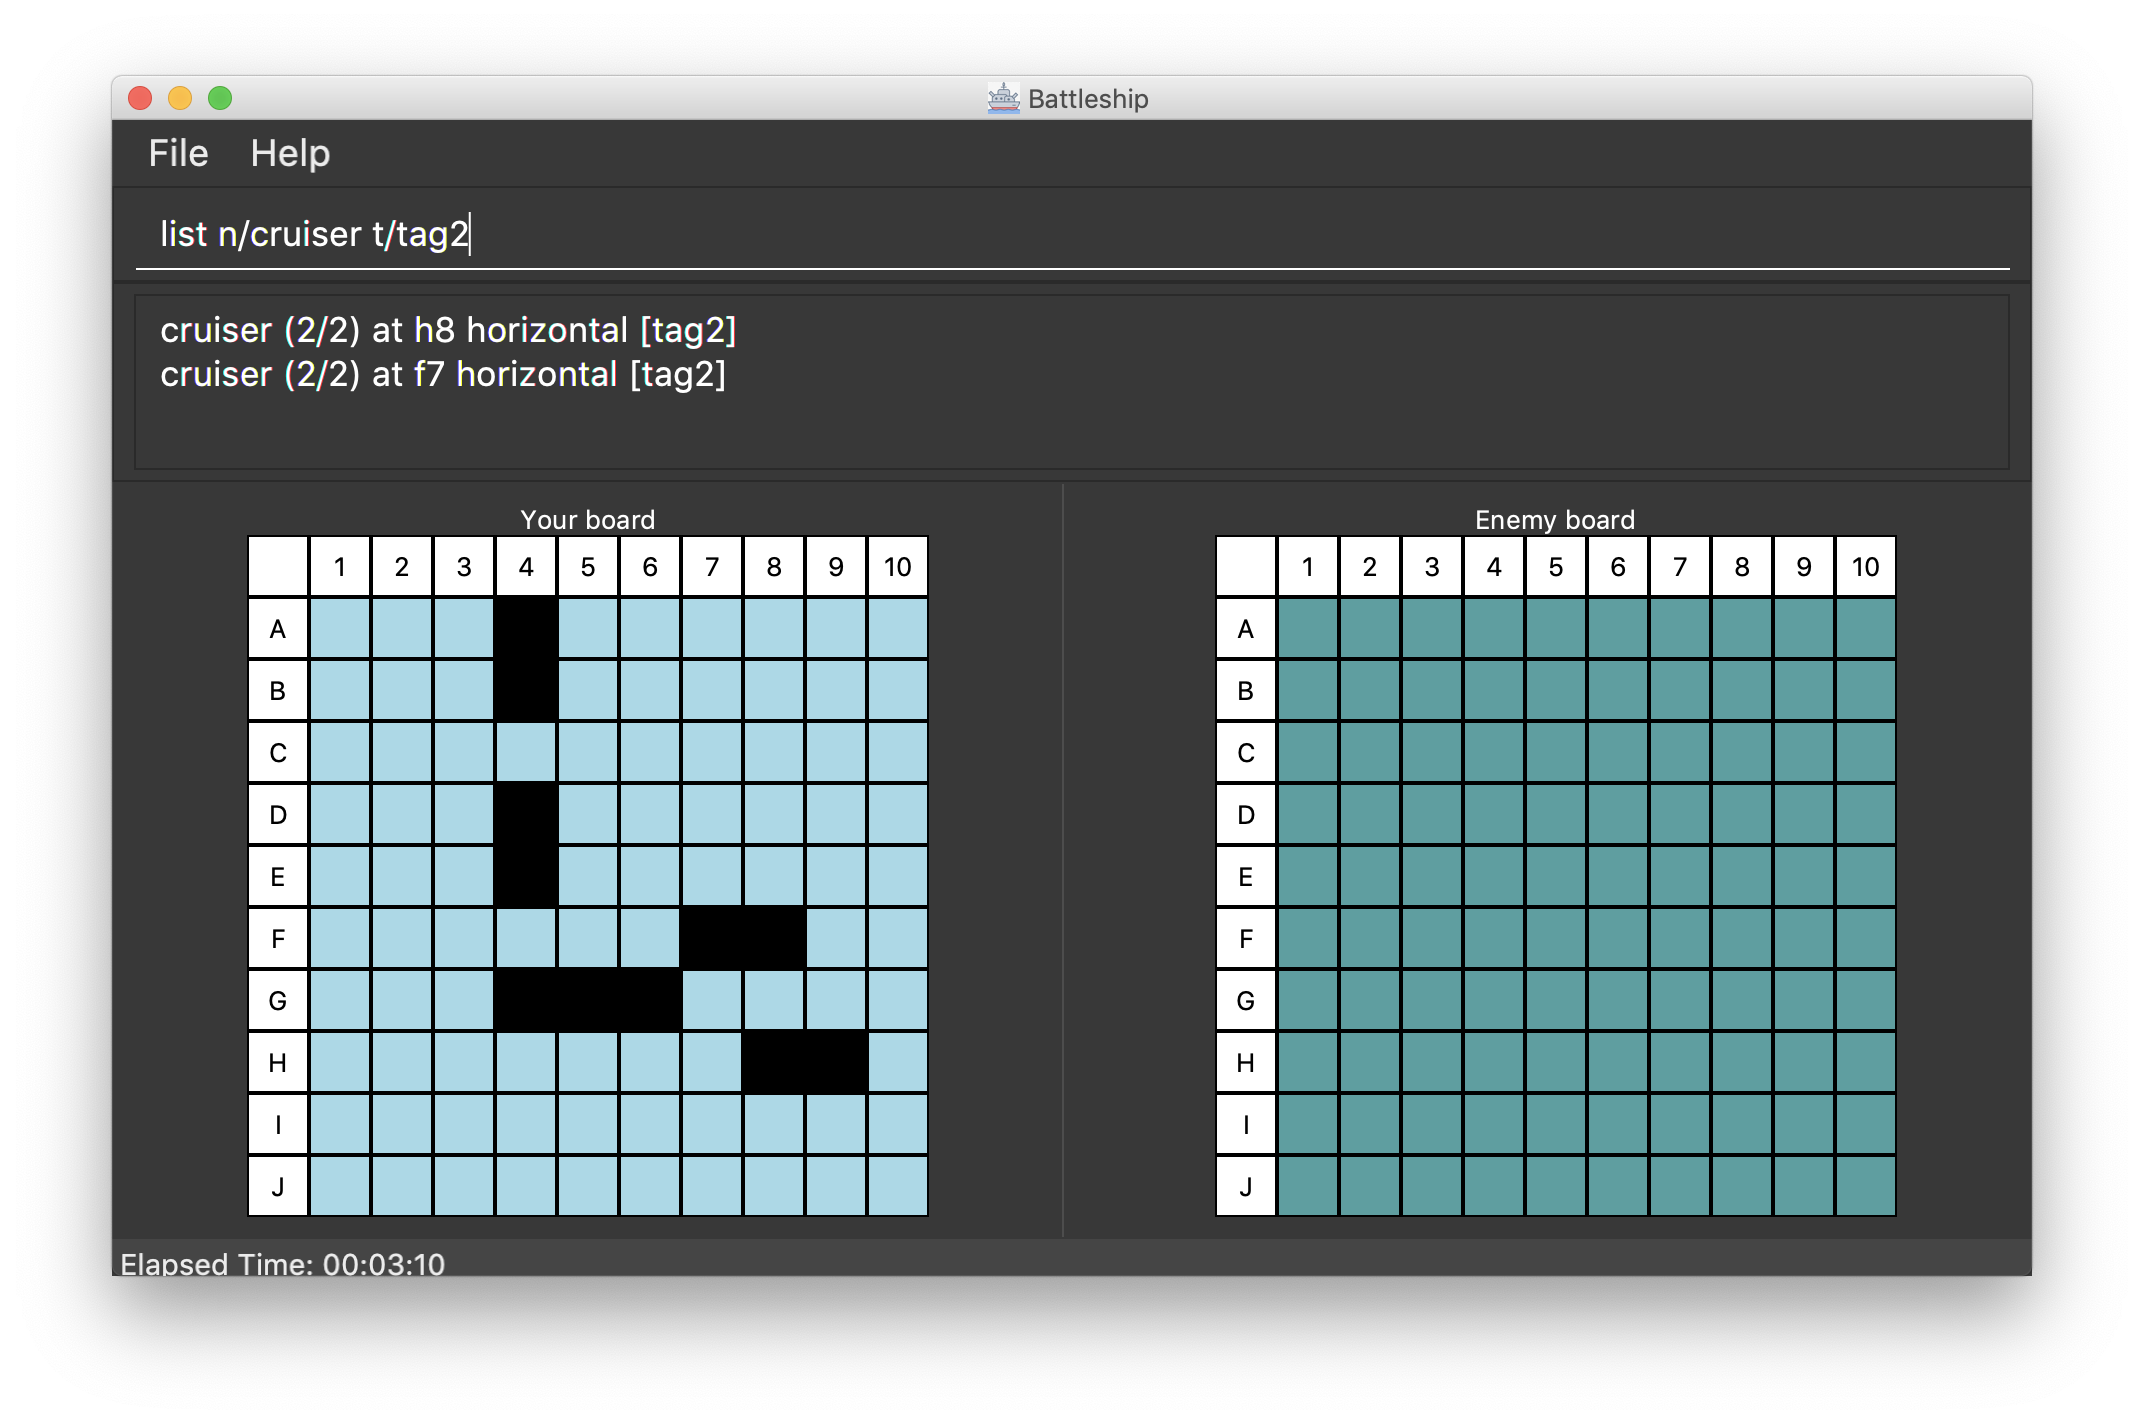 Battleship
File Help
list n/cruiser t/tag2
cruiser (2/2) at h8 horizontal [tag2]
cruiser (2/2) at f7 horizontal [tag2]
Your board
1 2 3 4 5 6 7 8 9 10
A
B
C
D
E
F
G
H
I
J
Enemy board
1 2 3 4 5 6 7 8 9 10
A
B
C
D
E
F
G
H
I
J
Elapsed Time: 00:03:10